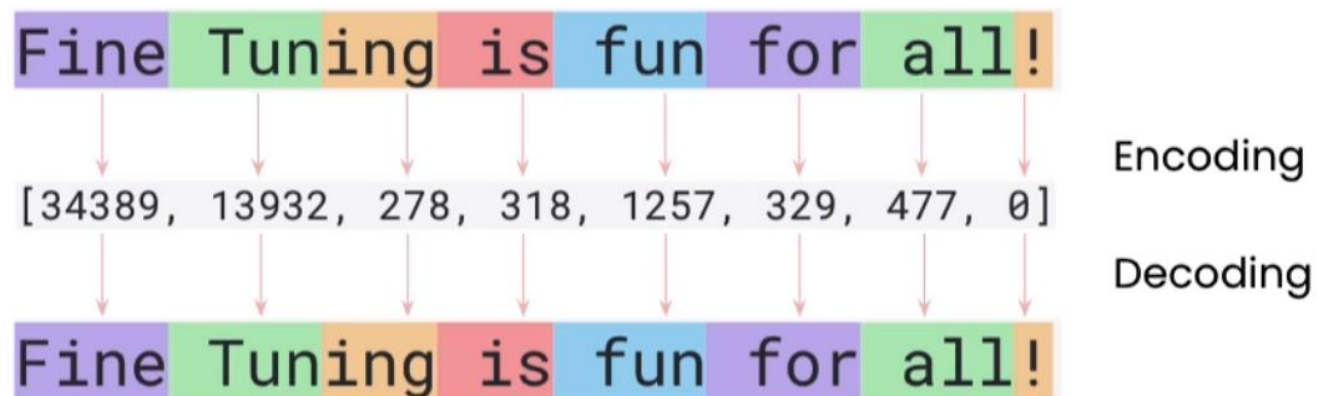 Fine Tuning is fun for all!
Encoding
[34389, 13932, 278, 318, 1257, 329, 477, 0]
Decoding
Fine Tuning is fun for all!